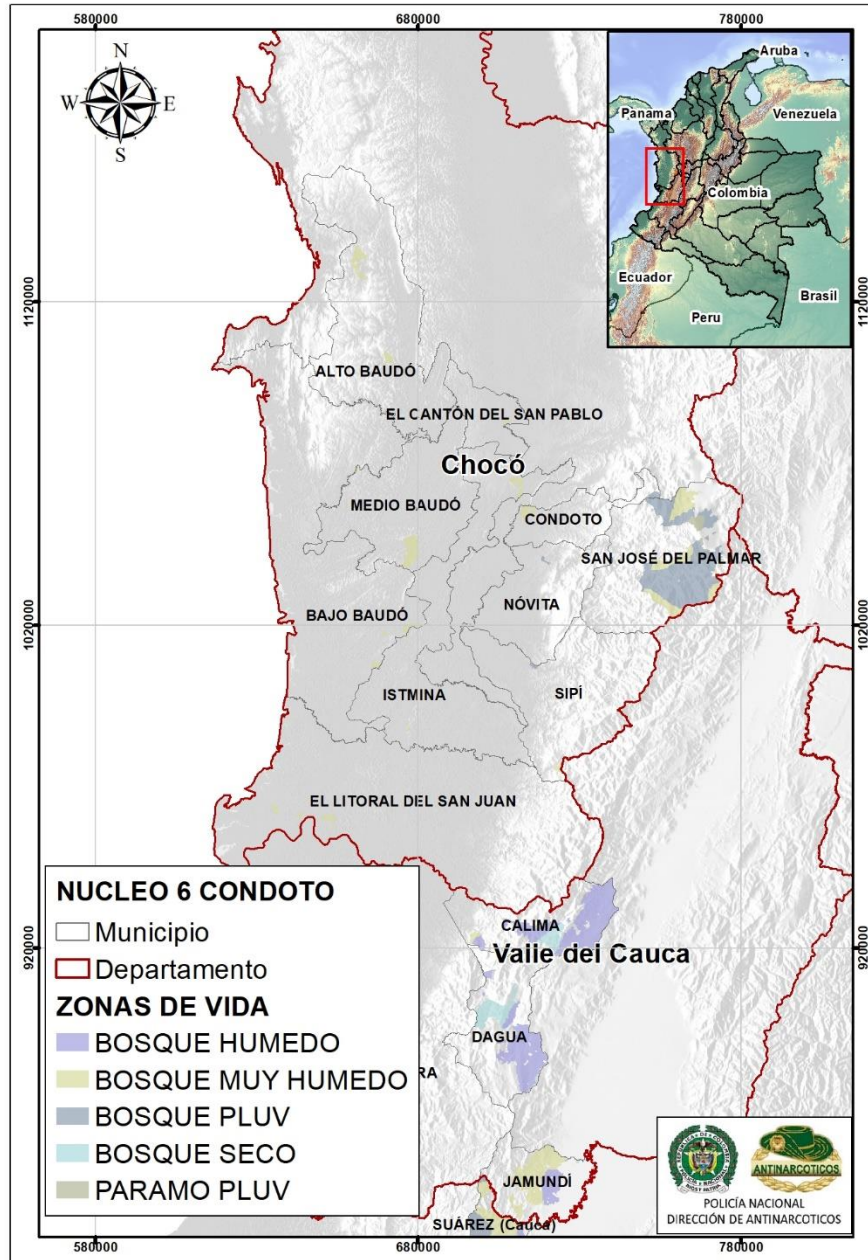 580000
680000
780000
N
W
E
S
Aruba
Panama
Venezuela
Colombia
Ecuador
Brasil
Peru
1120000
1120000
ALTO BAUDÓ
EL CANTÓN DEL SAN PABLO
Chocó
MEDIO BAUDÓ
CONDOTO
SAN JOSÉ DEL PALMAR
NÓVITA
BAJO BAUDÓ
1020000
1020000
ISTMINA
SIPÍ
EL LITORAL DEL SAN JUAN
CALIMA
Valle del Cauca
920000
920000
DAGUA
RA
JAMUNDÍ
SUÁREZ (Cauca)
NUCLEO 6 CONDOTO
Municipio
Departamento
ZONAS DE VIDA
BOSQUE HUMEDO
BOSQUE MUY HUMEDO
BOSQUE PLUV
BOSQUE SECO
PARAMO PLUV
ANTINARCOTICOS
POLICÍA NACIONAL
DIRECCIÓN DE ANTINARCOTICOS
580000
680000
780000